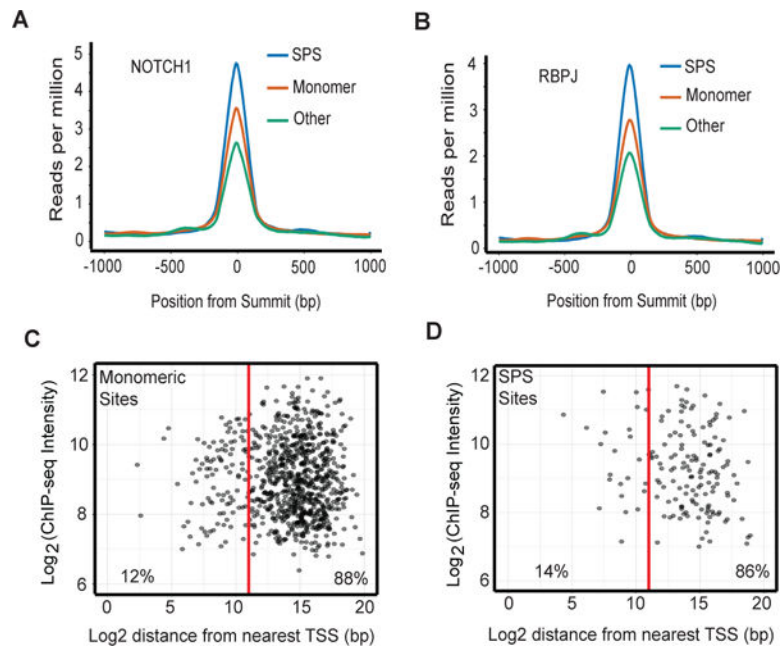 A
NOTCH1
SPS
Monomer
Other
Reads per million
5
4
3
2
1
0
-1000
-500
0
500
1000
Position from Summit (bp)
B
RBPJ
SPS
Monomer
Other
Reads per million
4
3
2
1
0
-1000
-500
0
500
1000
Position from Summit (bp)
C
Monomeric
Sites
Log2(ChIP-seq Intensity)
12
10
8
6
12%
88%
0
5
10
15
20
Log2 distance from nearest TSS (bp)
D
SPS
Sites
Log2(ChIP-seq Intensity)
12
10
8
6
14%
86%
0
5
10
15
20
Log2 distance from nearest TSS (bp)